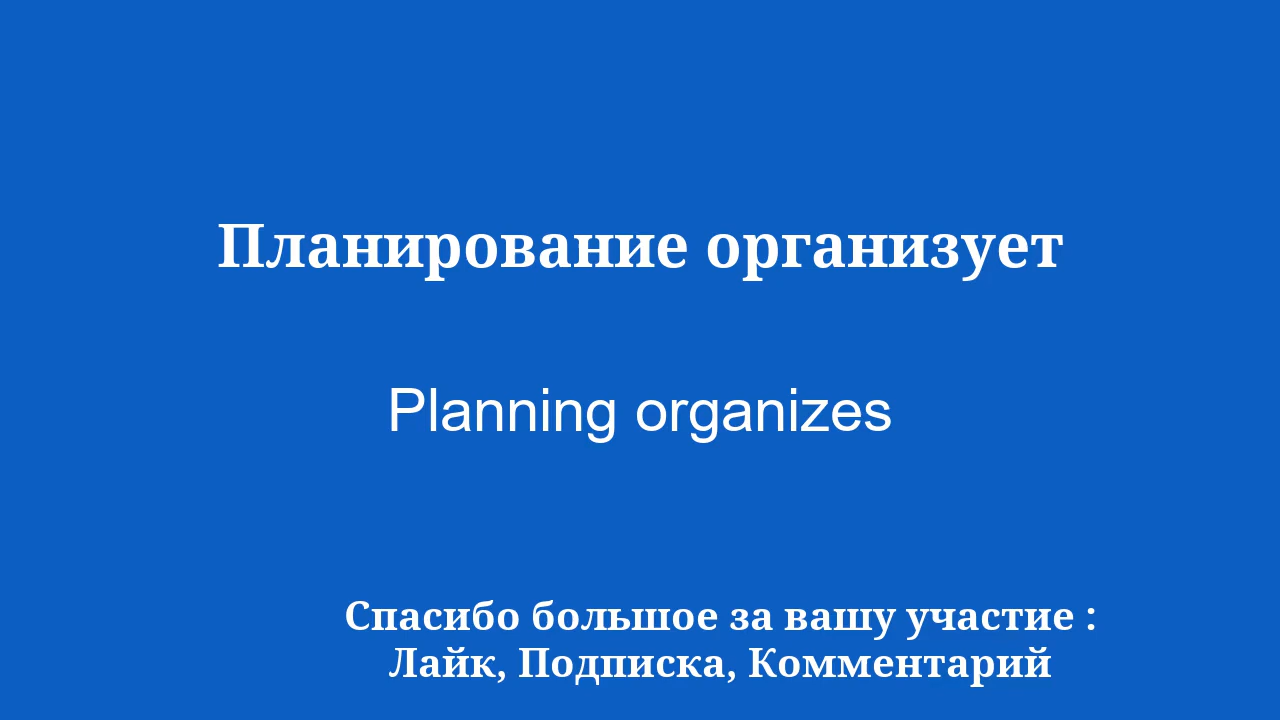 Планирование организует
Planning organizes
Спасибо большое за вашу участие :
Лайк, Подписка, Комментарий